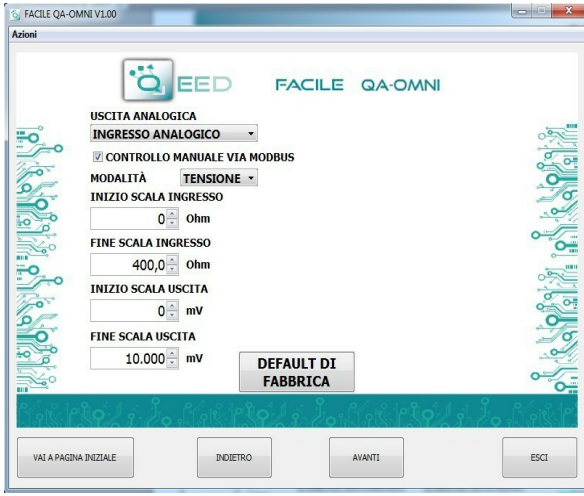 FACILE QA-OMNI V1.00
Azioni
QEED FACILE QA-OMNI
USCITA ANALOGICA
INGRESSO ANALOGICO
CONTROLLO MANUALE VIA MODBUS
MODALITÀ TENSIONE
INIZIO SCALA INGRESSO
0 Ohm
FINE SCALA INGRESSO
400,0 Ohm
INIZIO SCALA USCITA
0 mV
FINE SCALA USCITA
10.000 mV
DEFAULT DI
FABBRICA
VAI A PAGINA INIZIALE INDIETRO AVANTI ESCI